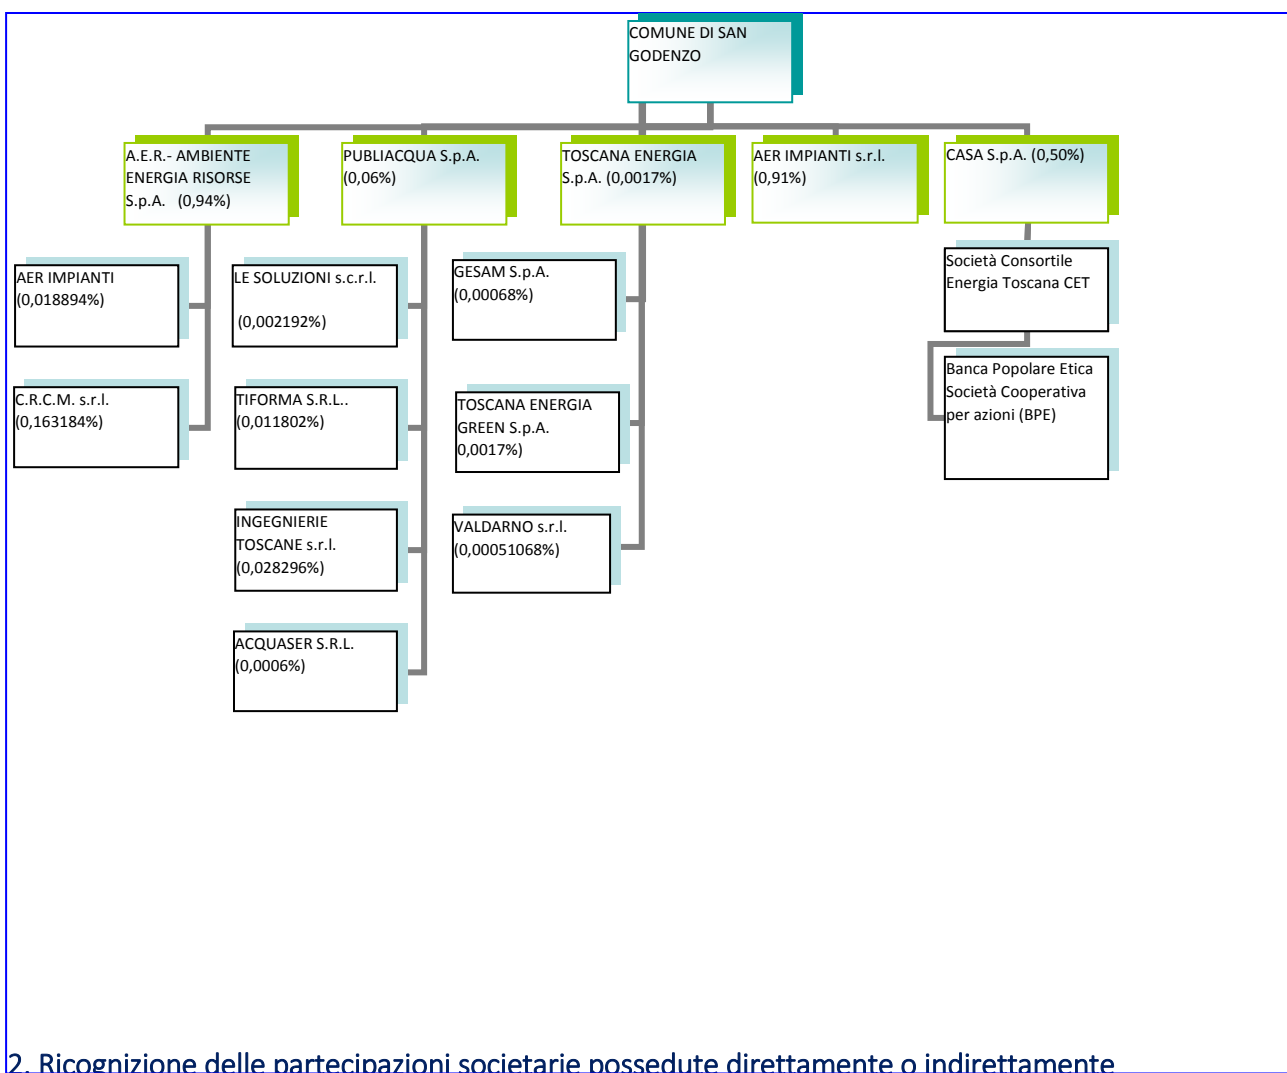 COMUNE DI SAN
GODENZO
A.E.R.- AMBIENTE
ENERGIA RISORSE
S.p.A.   (0,94%)
PUBLIACQUA S.p.A.
(0,06%)
TOSCANA ENERGIA
S.p.A. (0,0017%)
AER IMPIANTI s.r.l.
(0,91%)
CASA S.p.A. (0,50%)
AER IMPIANTI
(0,018894%)
C.R.C.M. s.r.l.
(0,163184%)
LE SOLUZIONI s.c.r.l.
(0,002192%)
TIFORMA S.R.L..
(0,011802%)
INGEGNIERIE
TOSCANE s.r.l.
(0,028296%)
ACQUASER S.R.L.
(0,0006%)
GESAM S.p.A.
(0,00068%)
TOSCANA ENERGIA
GREEN S.p.A.
0,0017%)
VALDARNO s.r.l.
(0,00051068%)
Società Consortile
Energia Toscana CET
Banca Popolare Etica
Società Cooperativa
per azioni (BPE)
2. Ricognizione delle partecipazioni societarie possedute direttamente o indirettamente